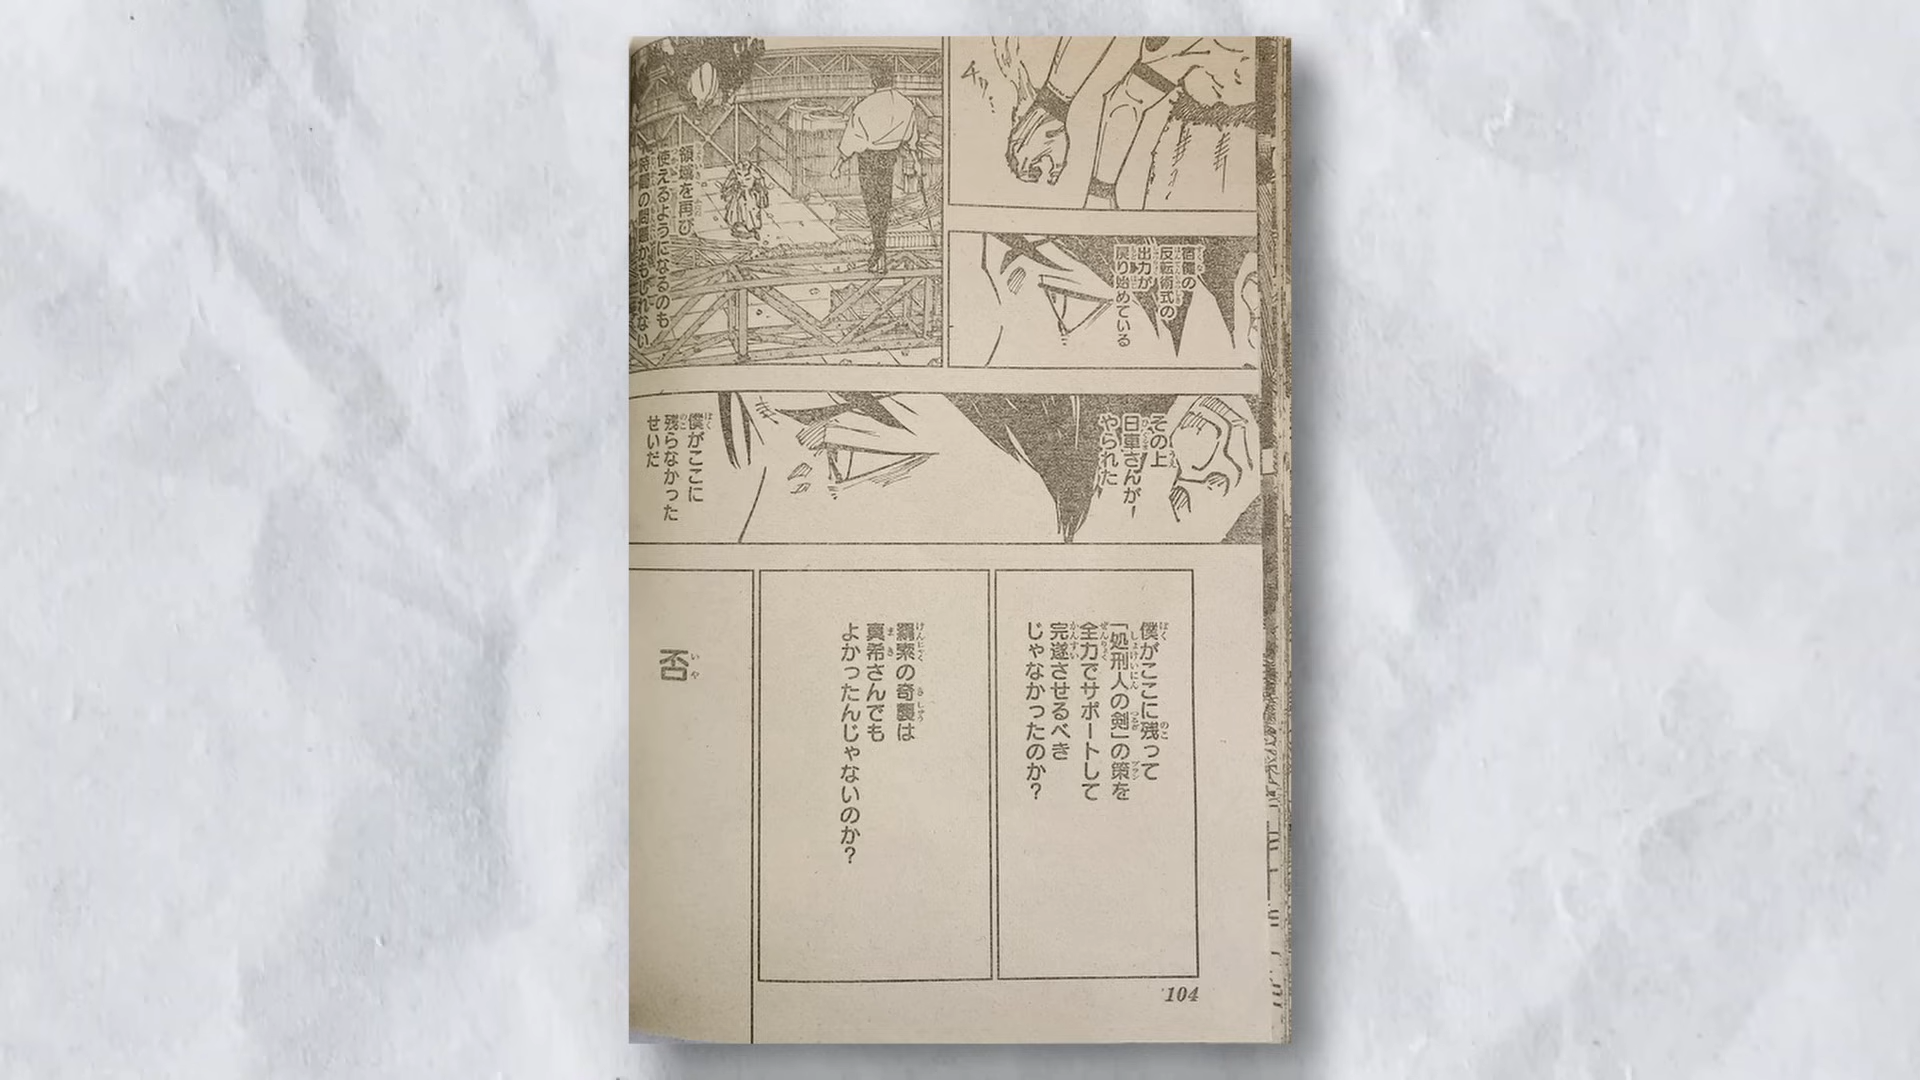 宿儺の
反転術式の
出力が
戻り始めている
領域を再び
使えるようになるのも
時間の問題かもしれない
その上
日車さんが…
やられた
僕がここに
残らなかった
せいだ
僕がここに残って
「処刑人の剣」の策を
全力でサポートして
完遂させるべき
じゃなかったのか?
羂索の奇襲は
真希さんでも
よかったんじゃないのか?
否
104